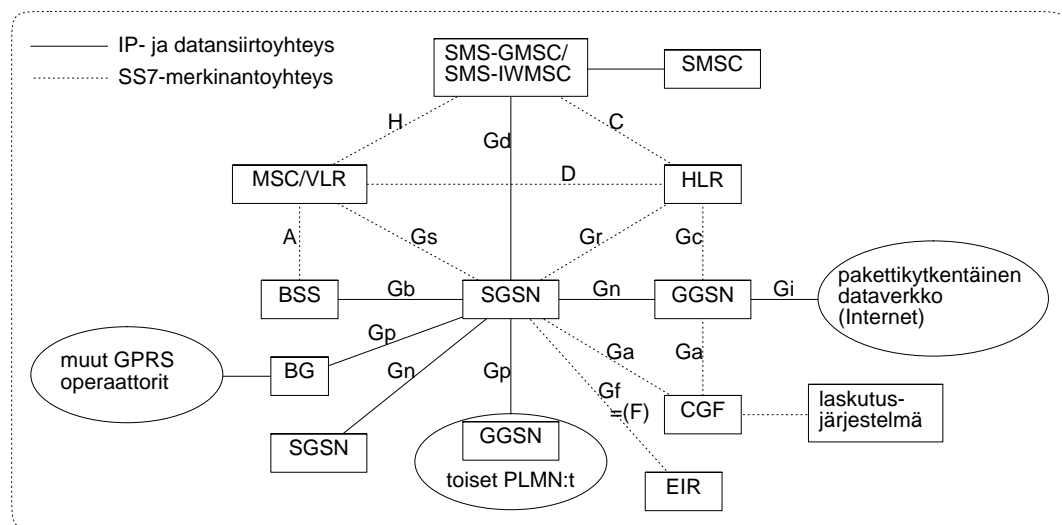 IP- ja datansiirtoyhteys
SS7-merkinantoyhteys
SMS-GMSC/
SMS-IWMSC
SMSC
H
Gd
C
MSC/VLR
D
HLR
A
Gs
Gr
Gc
BSS
Gb
SGSN
Gn
GGSN
Gi
pakettikytkentäinen
dataverkko
(Internet)
muut GPRS
operaattorit
BG
Gp
Gn
Gp
Ga
Ga
Gf
=(F)
CGF
laskutus-
järjestelmä
SGSN
GGSN
toiset PLMN:t
EIR